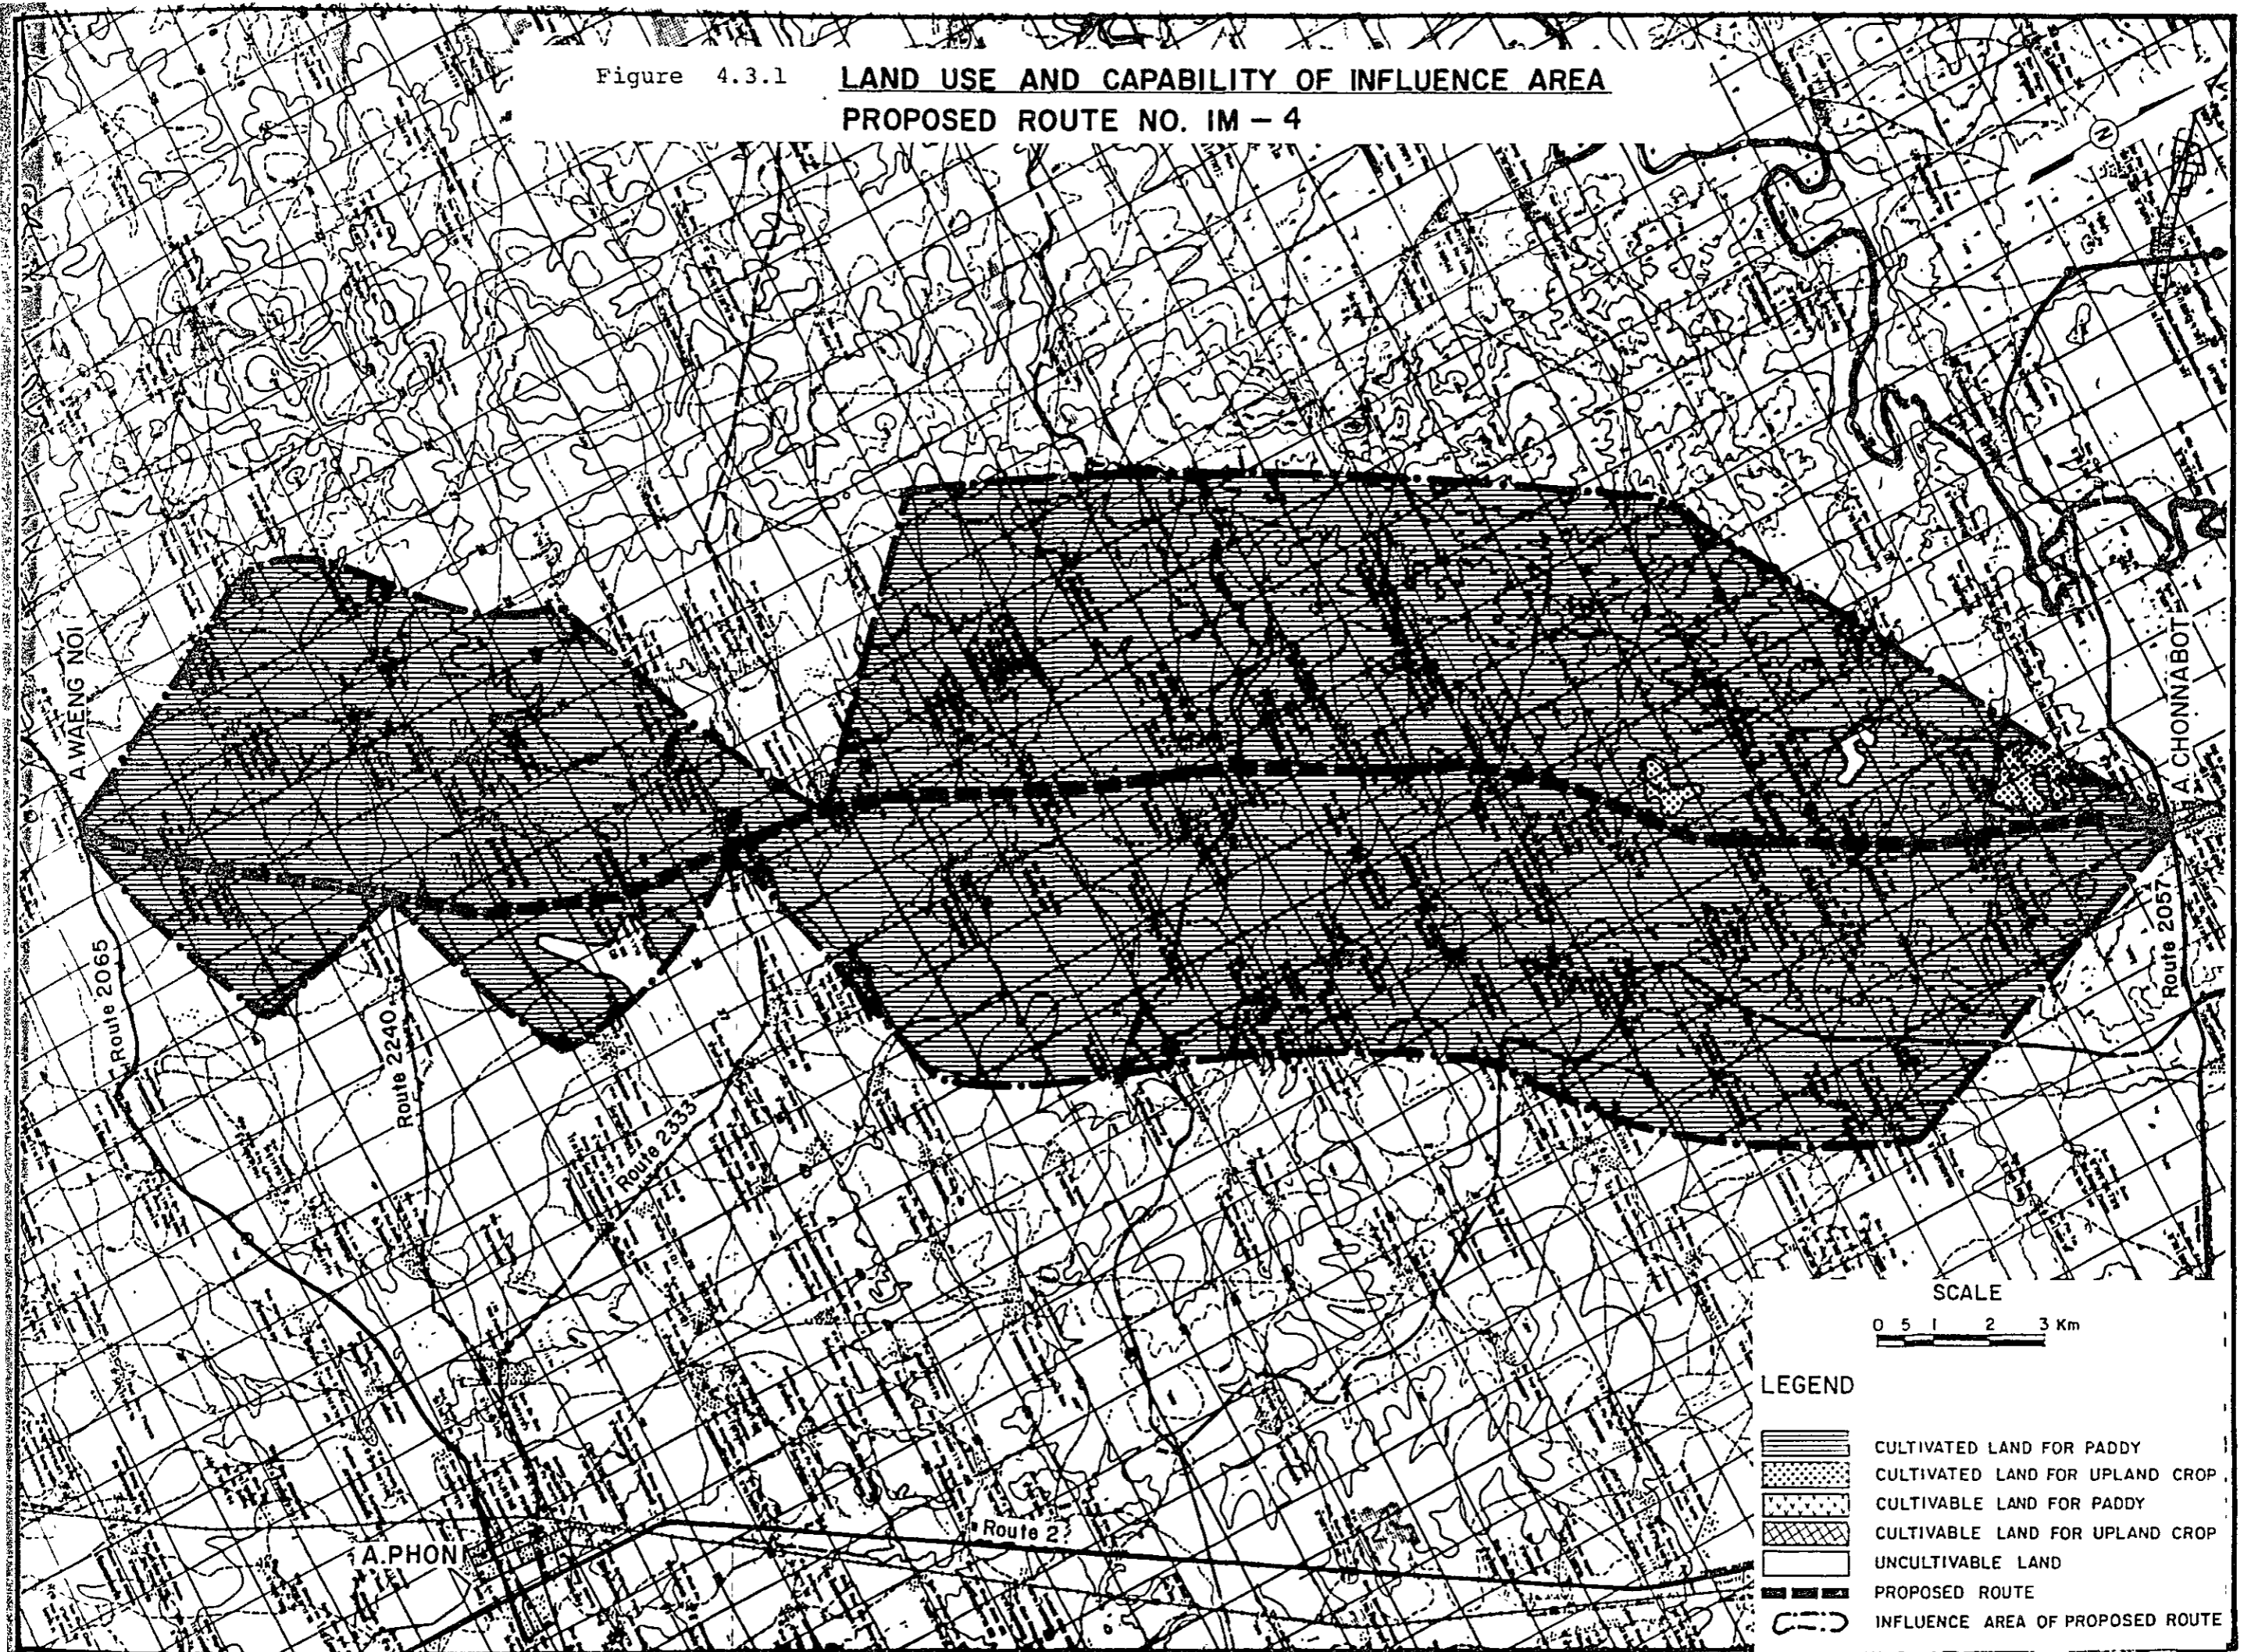 Figure 4.3.1 LAND USE AND CAPABILITY OF INFLUENCE AREA
PROPOSED ROUTE NO. IM – 4
N
A.WAENG NOI
A.CHONNABOT
Route 2065
Route 2240
Route 2333
Route 2057
Route 2
A.PHON
SCALE
0 5 1 2 3 Km
LEGEND
CULTIVATED LAND FOR PADDY
CULTIVATED LAND FOR UPLAND CROP
CULTIVABLE LAND FOR PADDY
CULTIVABLE LAND FOR UPLAND CROP
UNCULTIVABLE LAND
PROPOSED ROUTE
INFLUENCE AREA OF PROPOSED ROUTE